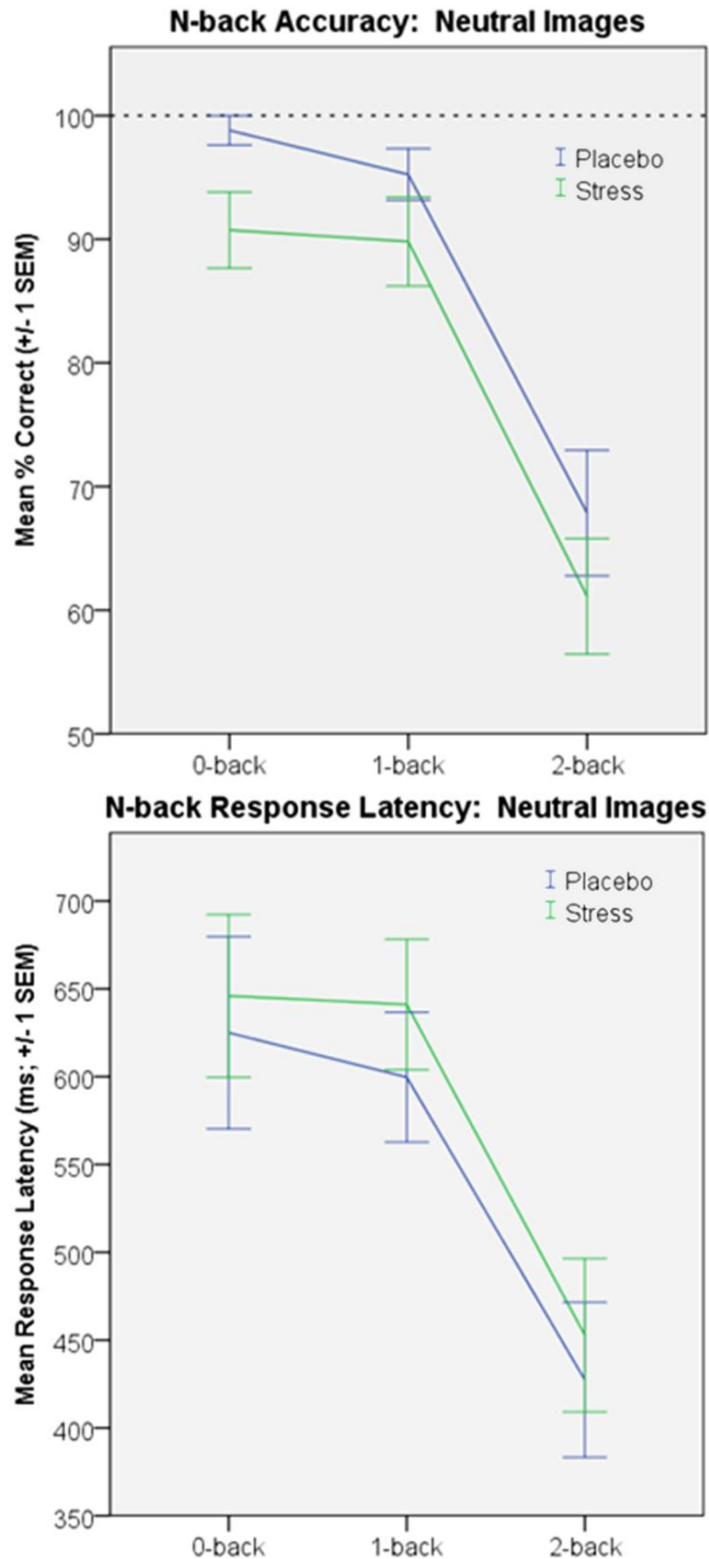 N-back Accuracy: Neutral Images
Mean % Correct (+/- 1 SEM)
100
90
80
70
60
50
Placebo
Stress
0-back
1-back
2-back
N-back Response Latency: Neutral Images
Mean Response Latency (ms; +/-1 SEM)
700
650
600
550
500
450
400
350
Placebo
Stress
0-back
1-back
2-back